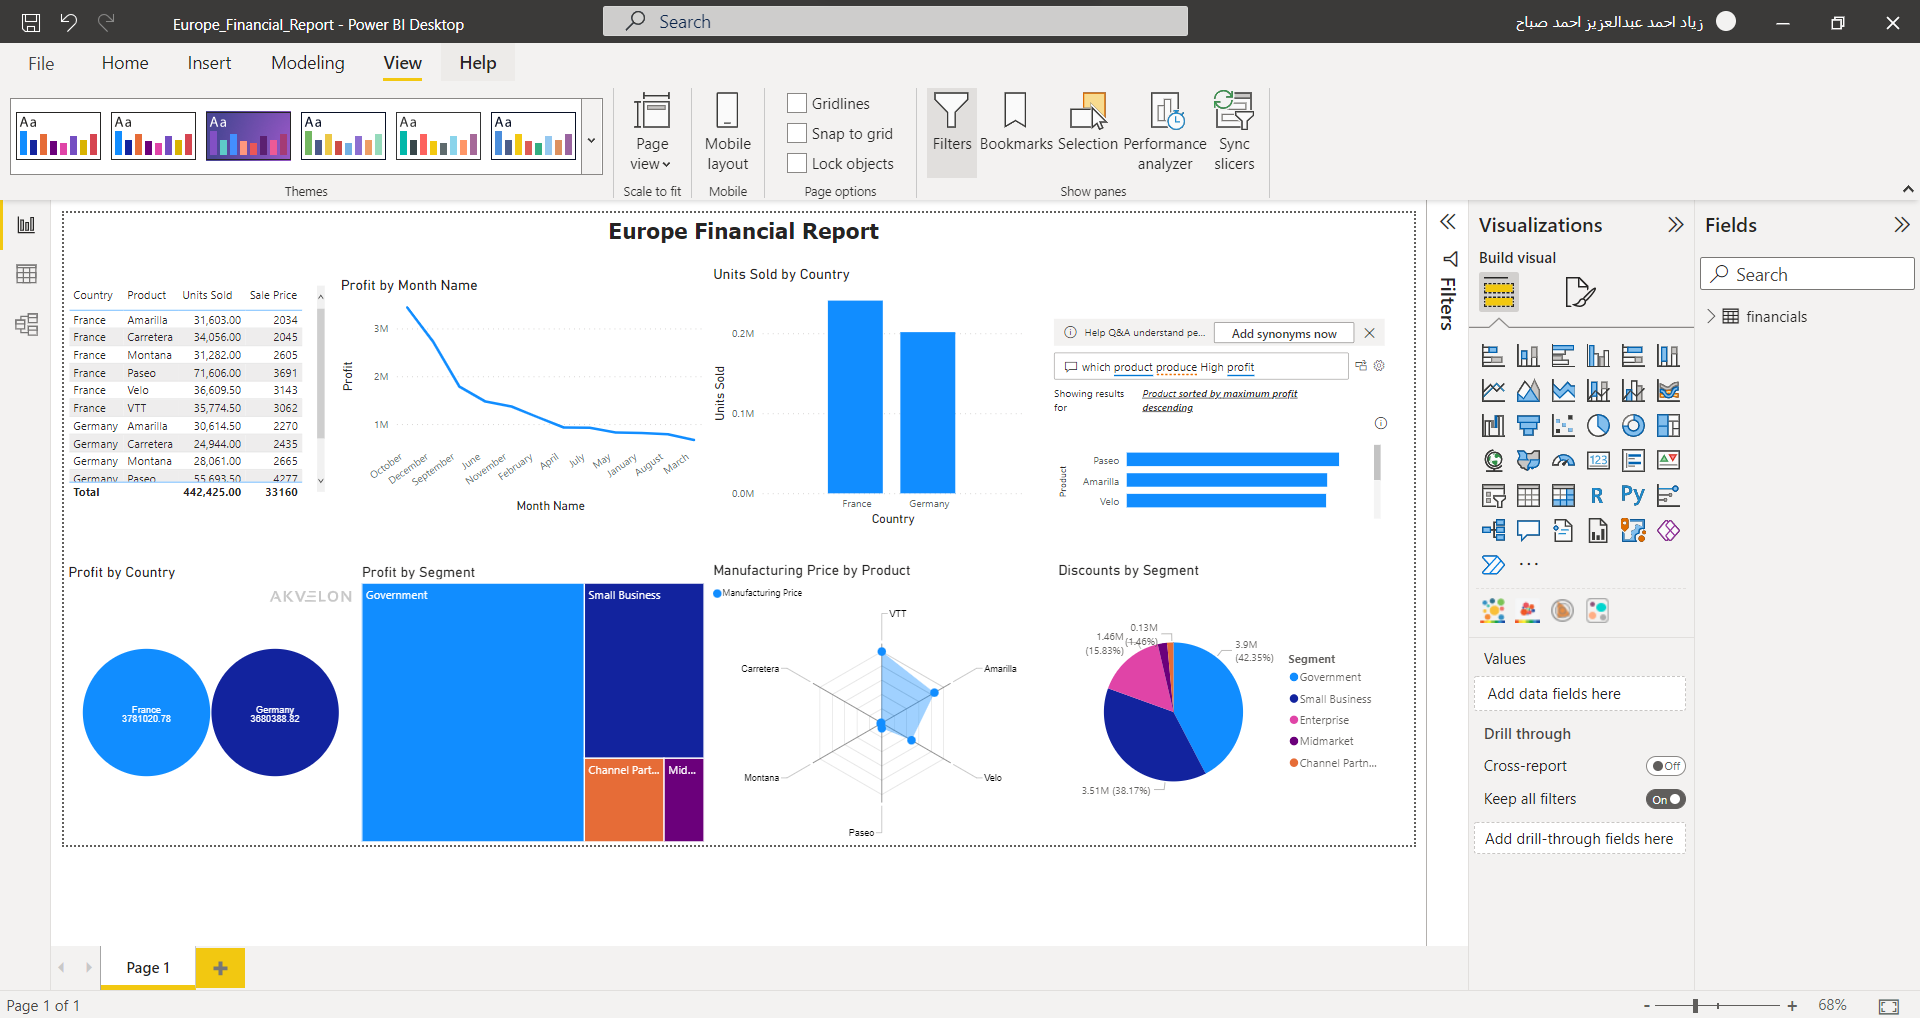 Europe_Financial_Report - Power BI Desktop
Search
زياد احمد عبدالعزيز احمد صباح
File
Home
Insert
Modeling
View
Help
Aa
Aa
Aa
Aa
Aa
Aa
Themes
Page view
Scale to fit
Mobile layout
Mobile
Gridlines
Snap to grid
Lock objects
Page options
Filters
Bookmarks
Selection
Performance analyzer
Sync slicers
Show panes
Europe Financial Report
Country Product Units Sold Sale Price
France Amarilla 31,603.00 2034
France Carretera 34,056.00 2045
France Montana 31,282.00 2605
France Paseo 71,606.00 3691
France Velo 36,609.50 3143
France VTT 35,774.50 3062
Germany Amarilla 30,614.50 2270
Germany Carretera 24,944.00 2435
Germany Montana 28,061.00 2665
Germany Paseo 55,693.50 4277
Total 442,425.00 33160
Profit by Month Name
Profit
3M
2M
1M
October
December
September
June
November
February
April
July
May
January
August
March
Month Name
Units Sold by Country
Units Sold
0.2M
0.1M
0.0M
France
Germany
Country
Help Q&A understand pe...
Add synonyms now
which product produce High profit
Showing results for
Product sorted by maximum profit descending
Product
Paseo
Amarilla
Velo
Profit by Country
AKVELON
France
3781020.78
Germany
3680388.82
Profit by Segment
Government
Small Business
Channel Part...
Mid...
Manufacturing Price by Product
Manufacturing Price
VTT
Amarilla
Velo
Paseo
Montana
Carretera
Discounts by Segment
0.13M
(1.46%)
1.46M
(15.83%)
3.9M
(42.35%)
3.51M (38.17%)
Segment
Government
Small Business
Enterprise
Midmarket
Channel Partn...
Filters
Visualizations
Build visual
123
R
Py
...
Values
Add data fields here
Drill through
Cross-report
Off
Keep all filters
On
Add drill-through fields here
Fields
Search
financials
Page 1
Page 1 of 1
- + 68%